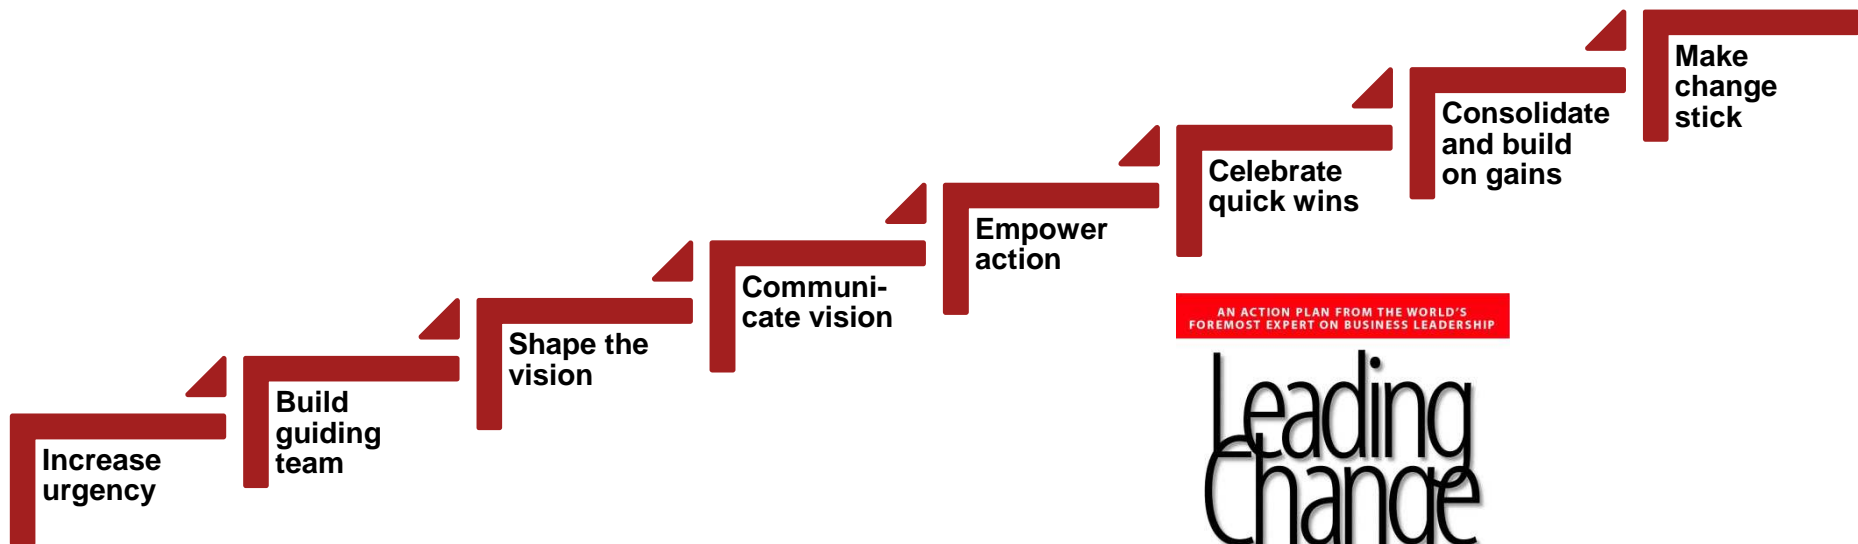 Increase
urgency
Build
guiding
team
Shape the
vision
Communi-
cate vision
Empower
action
Celebrate
quick wins
Consolidate
and build
on gains
Make
change
stick
AN ACTION PLAN FROM THE WORLD'S
FOREMOST EXPERT ON BUSINESS LEADERSHIP
Leading
Change